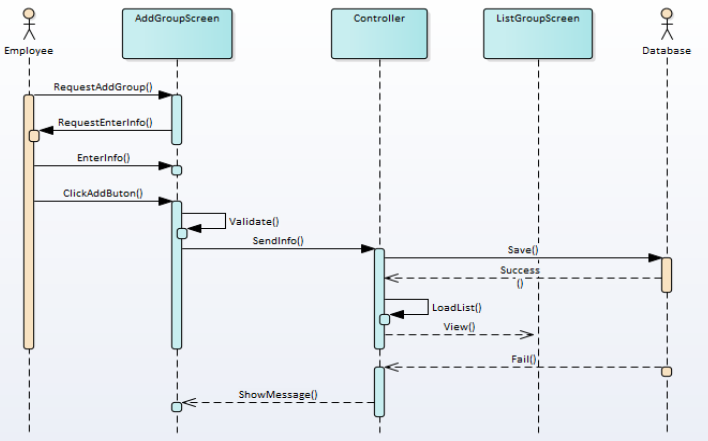 AddGroupScreen
Controller
ListGroupScreen
Employee
Database
RequestAddGroup()
RequestEnterInfo()
EnterInfo()
ClickAddButon()
Validate()
SendInfo()
Save()
Success
()
LoadList()
View()
Fail()
ShowMessage()